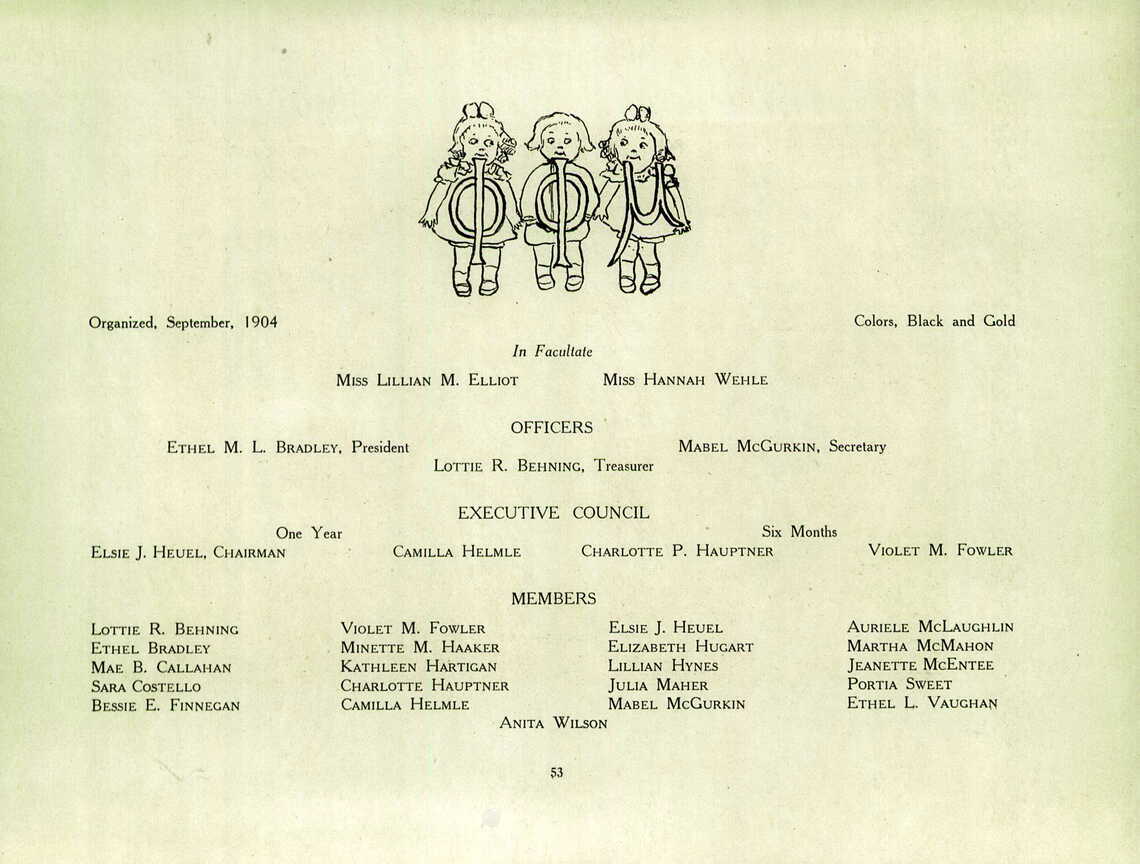 Φ Φ μ
Organized, September, 1904 Colors, Black and Gold
In Facultate
MISS LILLIAN M. ELLIOT MISS HANNAH WEHLE
OFFICERS
ETHEL M. L. BRADLEY, President MABEL MCGURKIN, Secretary
LOTTIE R. BEHNING, Treasurer
EXECUTIVE COUNCIL
One Year Six Months
ELSIE J. HEUEL, CHAIRMAN CAMILLA HELMLE CHARLOTTE P. HAUPTNER VIOLET M. FOWLER
MEMBERS
LOTTIE R. BEHNING VIOLET M. FOWLER ELSIE J. HEUEL AURIELE MCLAUGHLIN
ETHEL BRADLEY MINETTE M. HAAKER ELIZABETH HUGART MARTHA MCMAHON
MAE B. CALLAHAN KATHLEEN HARTIGAN LILLIAN HYNES JEANETTE MCENTEE
SARA COSTELLO CHARLOTTE HAUPTNER JULIA MAHER PORTIA SWEET
BESSIE E. FINNEGAN CAMILLA HELMLE MABEL MCGURKIN ETHEL L. VAUGHAN
ANITA WILSON
53